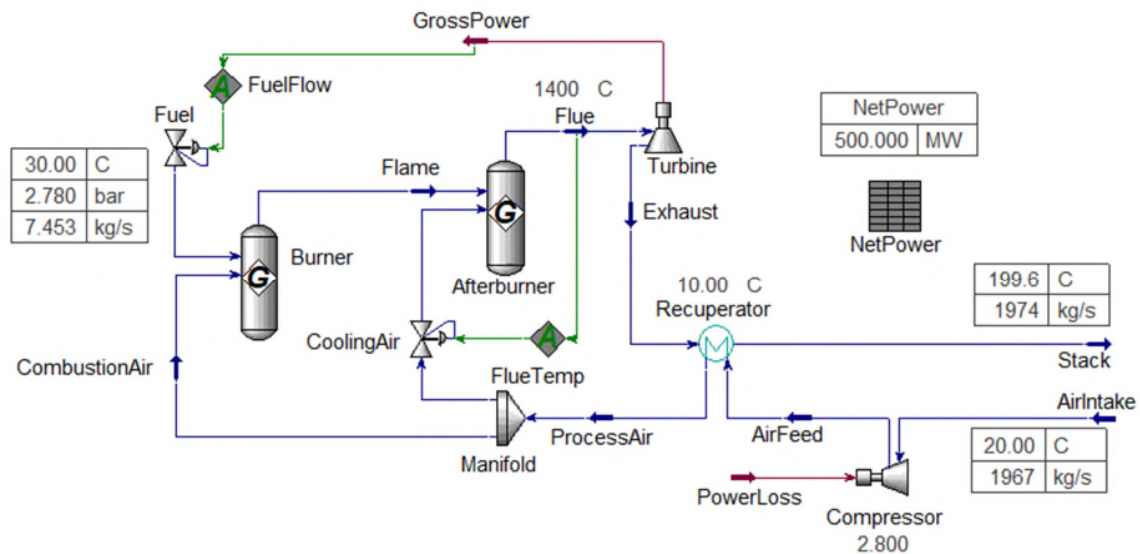 GrossPower
FuelFlow
A
Fuel
1400 C
Flue
NetPower
500.000 MW
Turbine
30.00 C
2.780 bar
7.453 kg/s
Flame
G
Exhaust
NetPower
Burner
G
Afterburner
10.00 C
Recuperator
199.6 C
1974 kg/s
CoolingAir
A
M
Stack
CombustionAir
FlueTemp
AirIntake
ProcessAir
AirFeed
20.00 C
1967 kg/s
Manifold
PowerLoss
Compressor
2.800